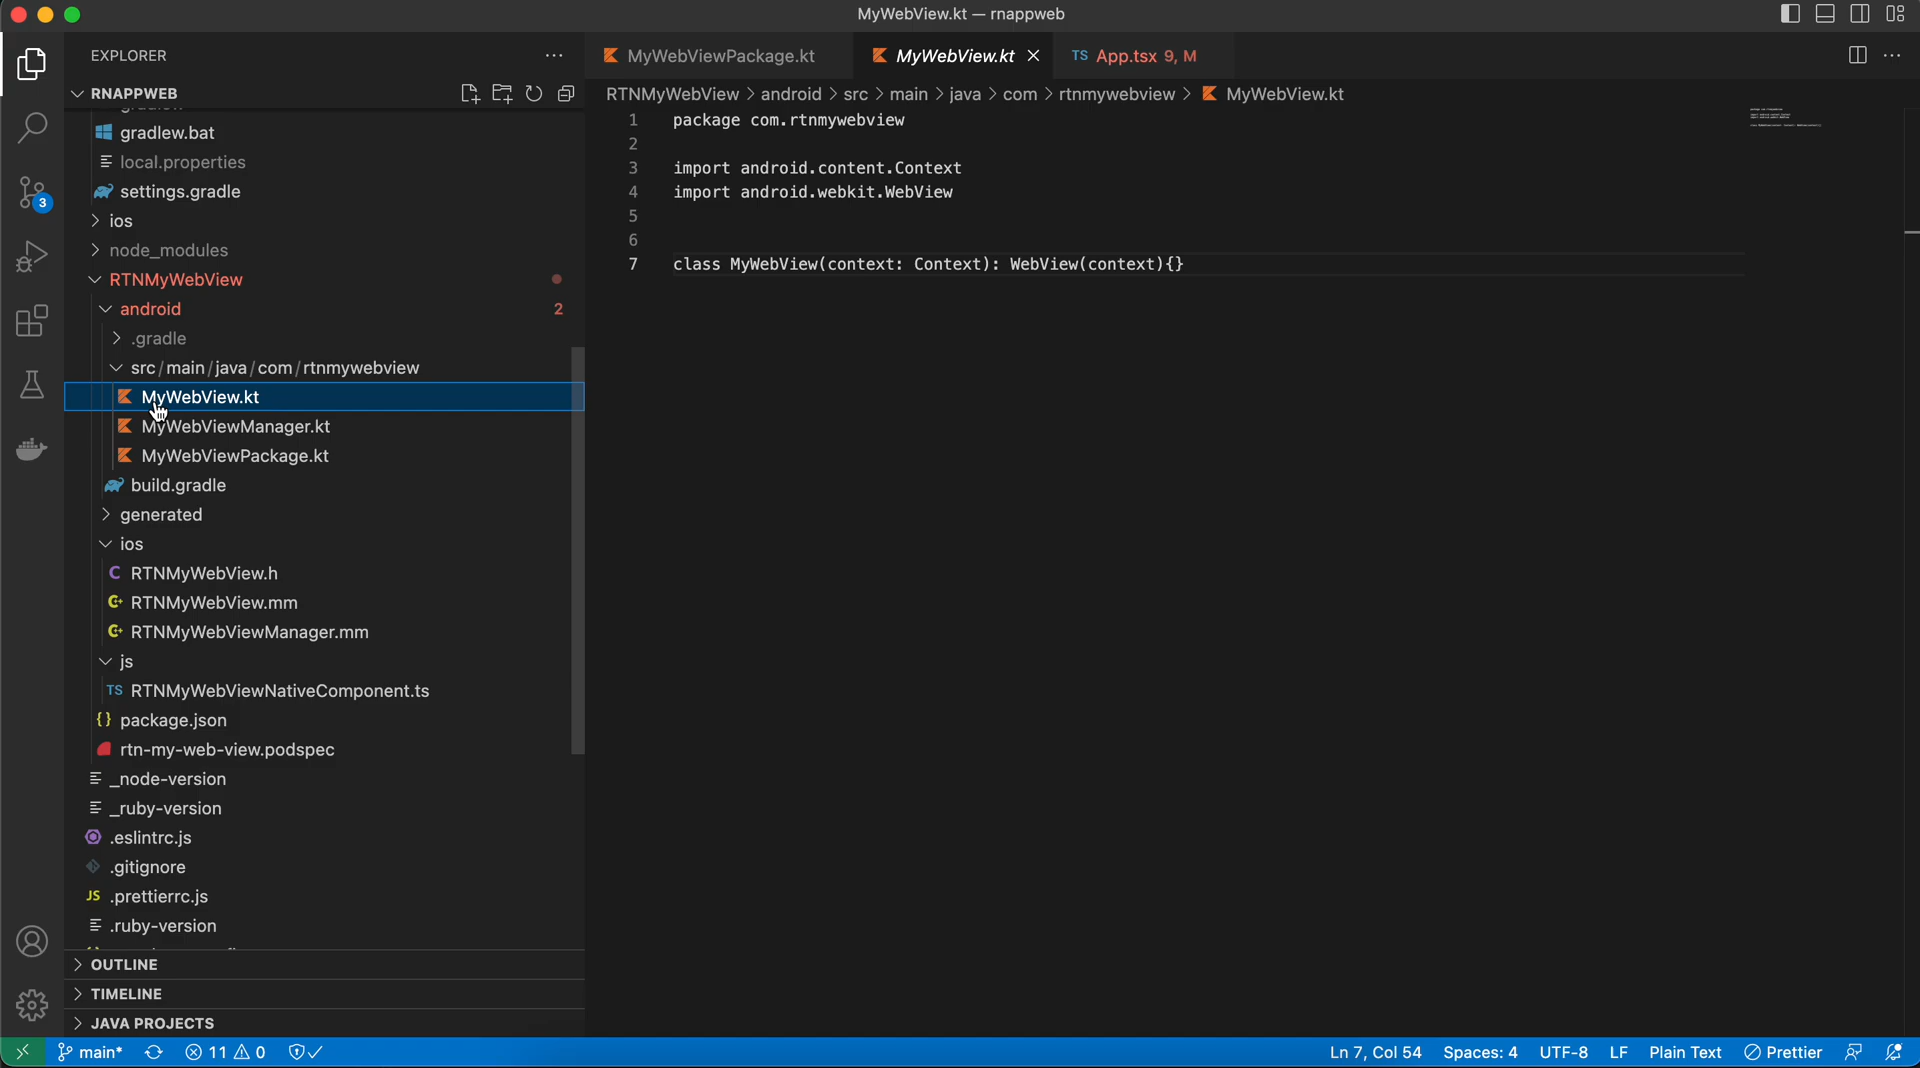 MyWebView.kt — rnappweb
EXPLORER
RNAPPWEB
gradlew.bat
local.properties
settings.gradle
ios
node_modules
RTNMyWebView
android 2
.gradle
src/main/java/com/rtnmywebview
MyWebView.kt
MyWebViewManager.kt
MyWebViewPackage.kt
build.gradle
generated
ios
C RTNMyWebView.h
RTNMyWebView.mm
RTNMyWebViewManager.mm
js
TS RTNMyWebViewNativeComponent.ts
{} package.json
rtn-my-web-view.podspec
_node-version
_ruby-version
.eslintrc.js
.gitignore
JS .prettierrc.js
.ruby-version
OUTLINE
TIMELINE
JAVA PROJECTS
3
MyWebViewPackage.kt MyWebView.kt TS App.tsx 9, M
RTNMyWebView > android > src > main > java > com > rtnmywebview > MyWebView.kt
1 package com.rtnmywebview
2
3 import android.content.Context
4 import android.webkit.WebView
5
6
7 class MyWebView(context: Context): WebView(context){}
main* 11 0 Ln 7, Col 54 Spaces: 4 UTF-8 LF Plain Text Prettier